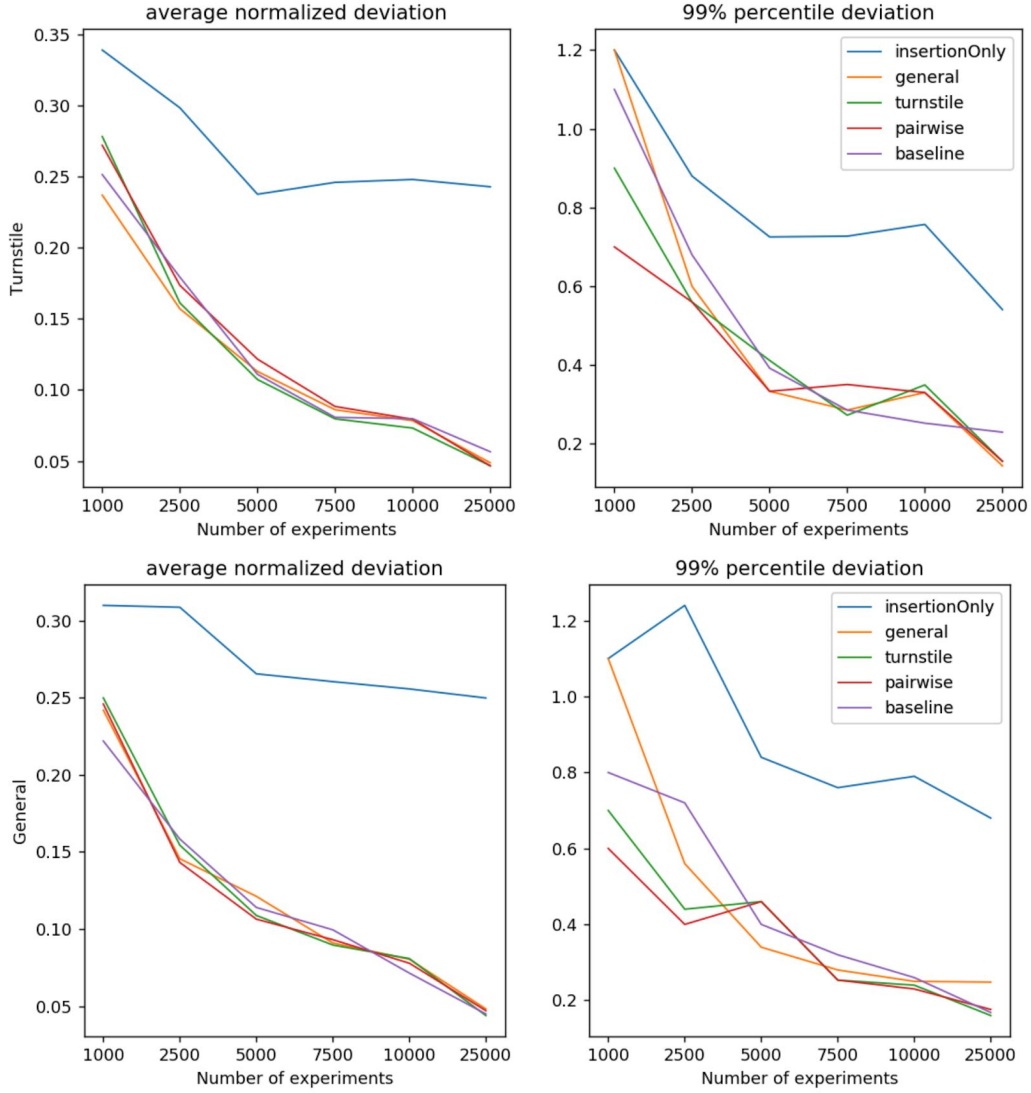 average normalized deviation
0.35
0.30
0.25
0.20
0.15
0.10
0.05
Turnstile
1000 2500 5000 7500 10000 25000
Number of experiments
99% percentile deviation
1.2
1.0
0.8
0.6
0.4
0.2
insertionOnly
general
turnstile
pairwise
baseline
1000 2500 5000 7500 10000 25000
Number of experiments
average normalized deviation
0.30
0.25
0.20
0.15
0.10
0.05
General
1000 2500 5000 7500 10000 25000
Number of experiments
99% percentile deviation
1.2
1.0
0.8
0.6
0.4
0.2
insertionOnly
general
turnstile
pairwise
baseline
1000 2500 5000 7500 10000 25000
Number of experiments